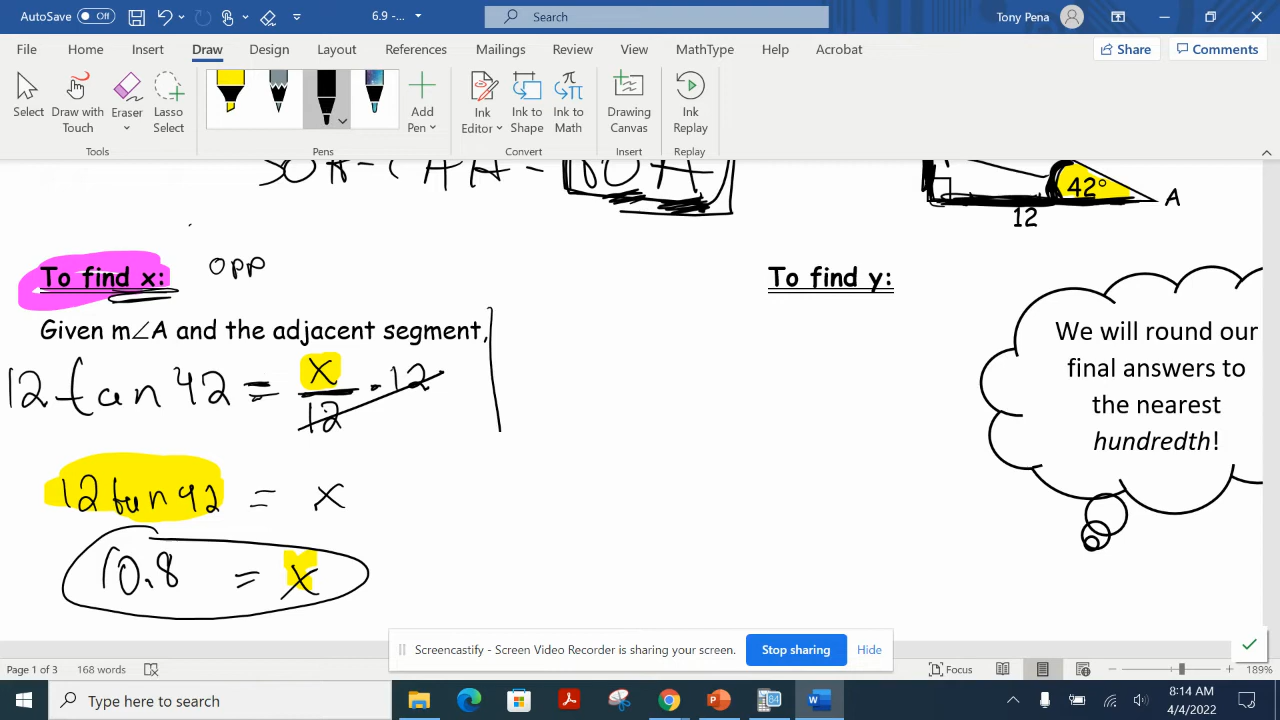 AutoSave Off 6.9 -... Search Tony Pena
File Home Insert Draw Design Layout References Mailings Review View MathType Help Acrobat Share Comments
Select Draw with Touch Eraser Lasso Select Add Pen Ink Editor Ink to Shape Ink to Math Drawing Canvas Ink Replay
Tools Pens Convert Insert Replay
SOH-CAH-TOA
42°
A
12
To find x: opp
To find y:
Given m∠A and the adjacent segment,
12 tan 42 = x/12 · 12
12 tan 42 = x
10.8 = x
We will round our
final answers to
the nearest
hundredth!
Screencastify - Screen Video Recorder is sharing your screen. Stop sharing Hide
Page 1 of 3 168 words Focus 189%
Type here to search
84
8:14 AM
4/4/2022